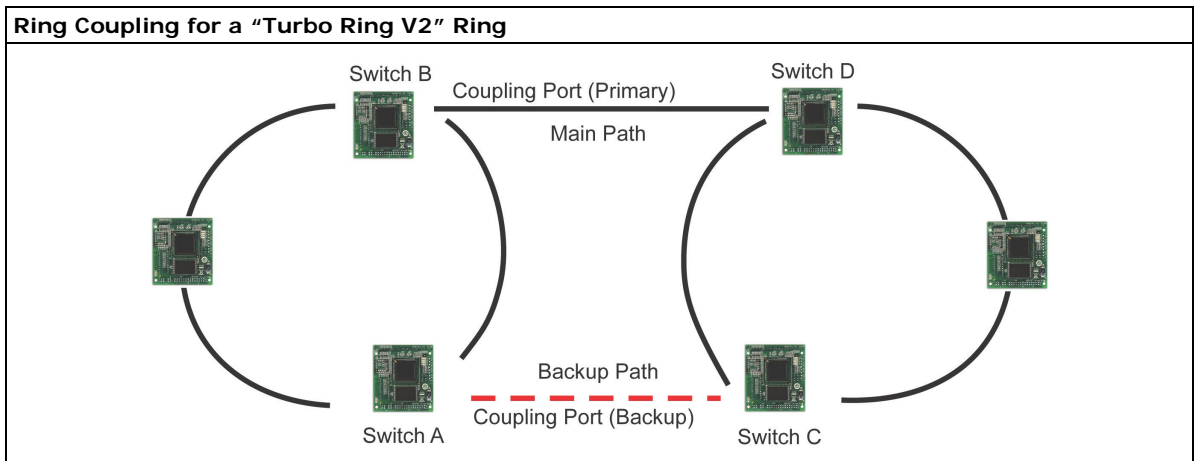 Ring Coupling for a “Turbo Ring V2” Ring
Switch B
Switch D
Coupling Port (Primary)
Main Path
Backup Path
Coupling Port (Backup)
Switch A
Switch C